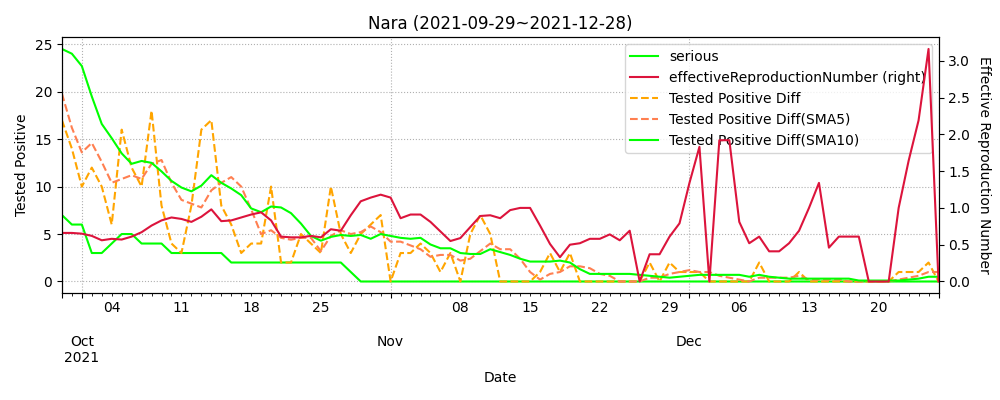 Nara (2021-09-29~2021-12-28)
serious
effectiveReproductionNumber (right)
Tested Positive Diff
Tested Positive Diff(SMA5)
Tested Positive Diff(SMA10)
Tested Positive
25
20
15
10
5
0
Effective Reproduction Number
3.0
2.5
2.0
1.5
1.0
0.5
0.0
04 11 18 25 08 15 22 29 06 13 20
Oct Nov Dec
2021
Date